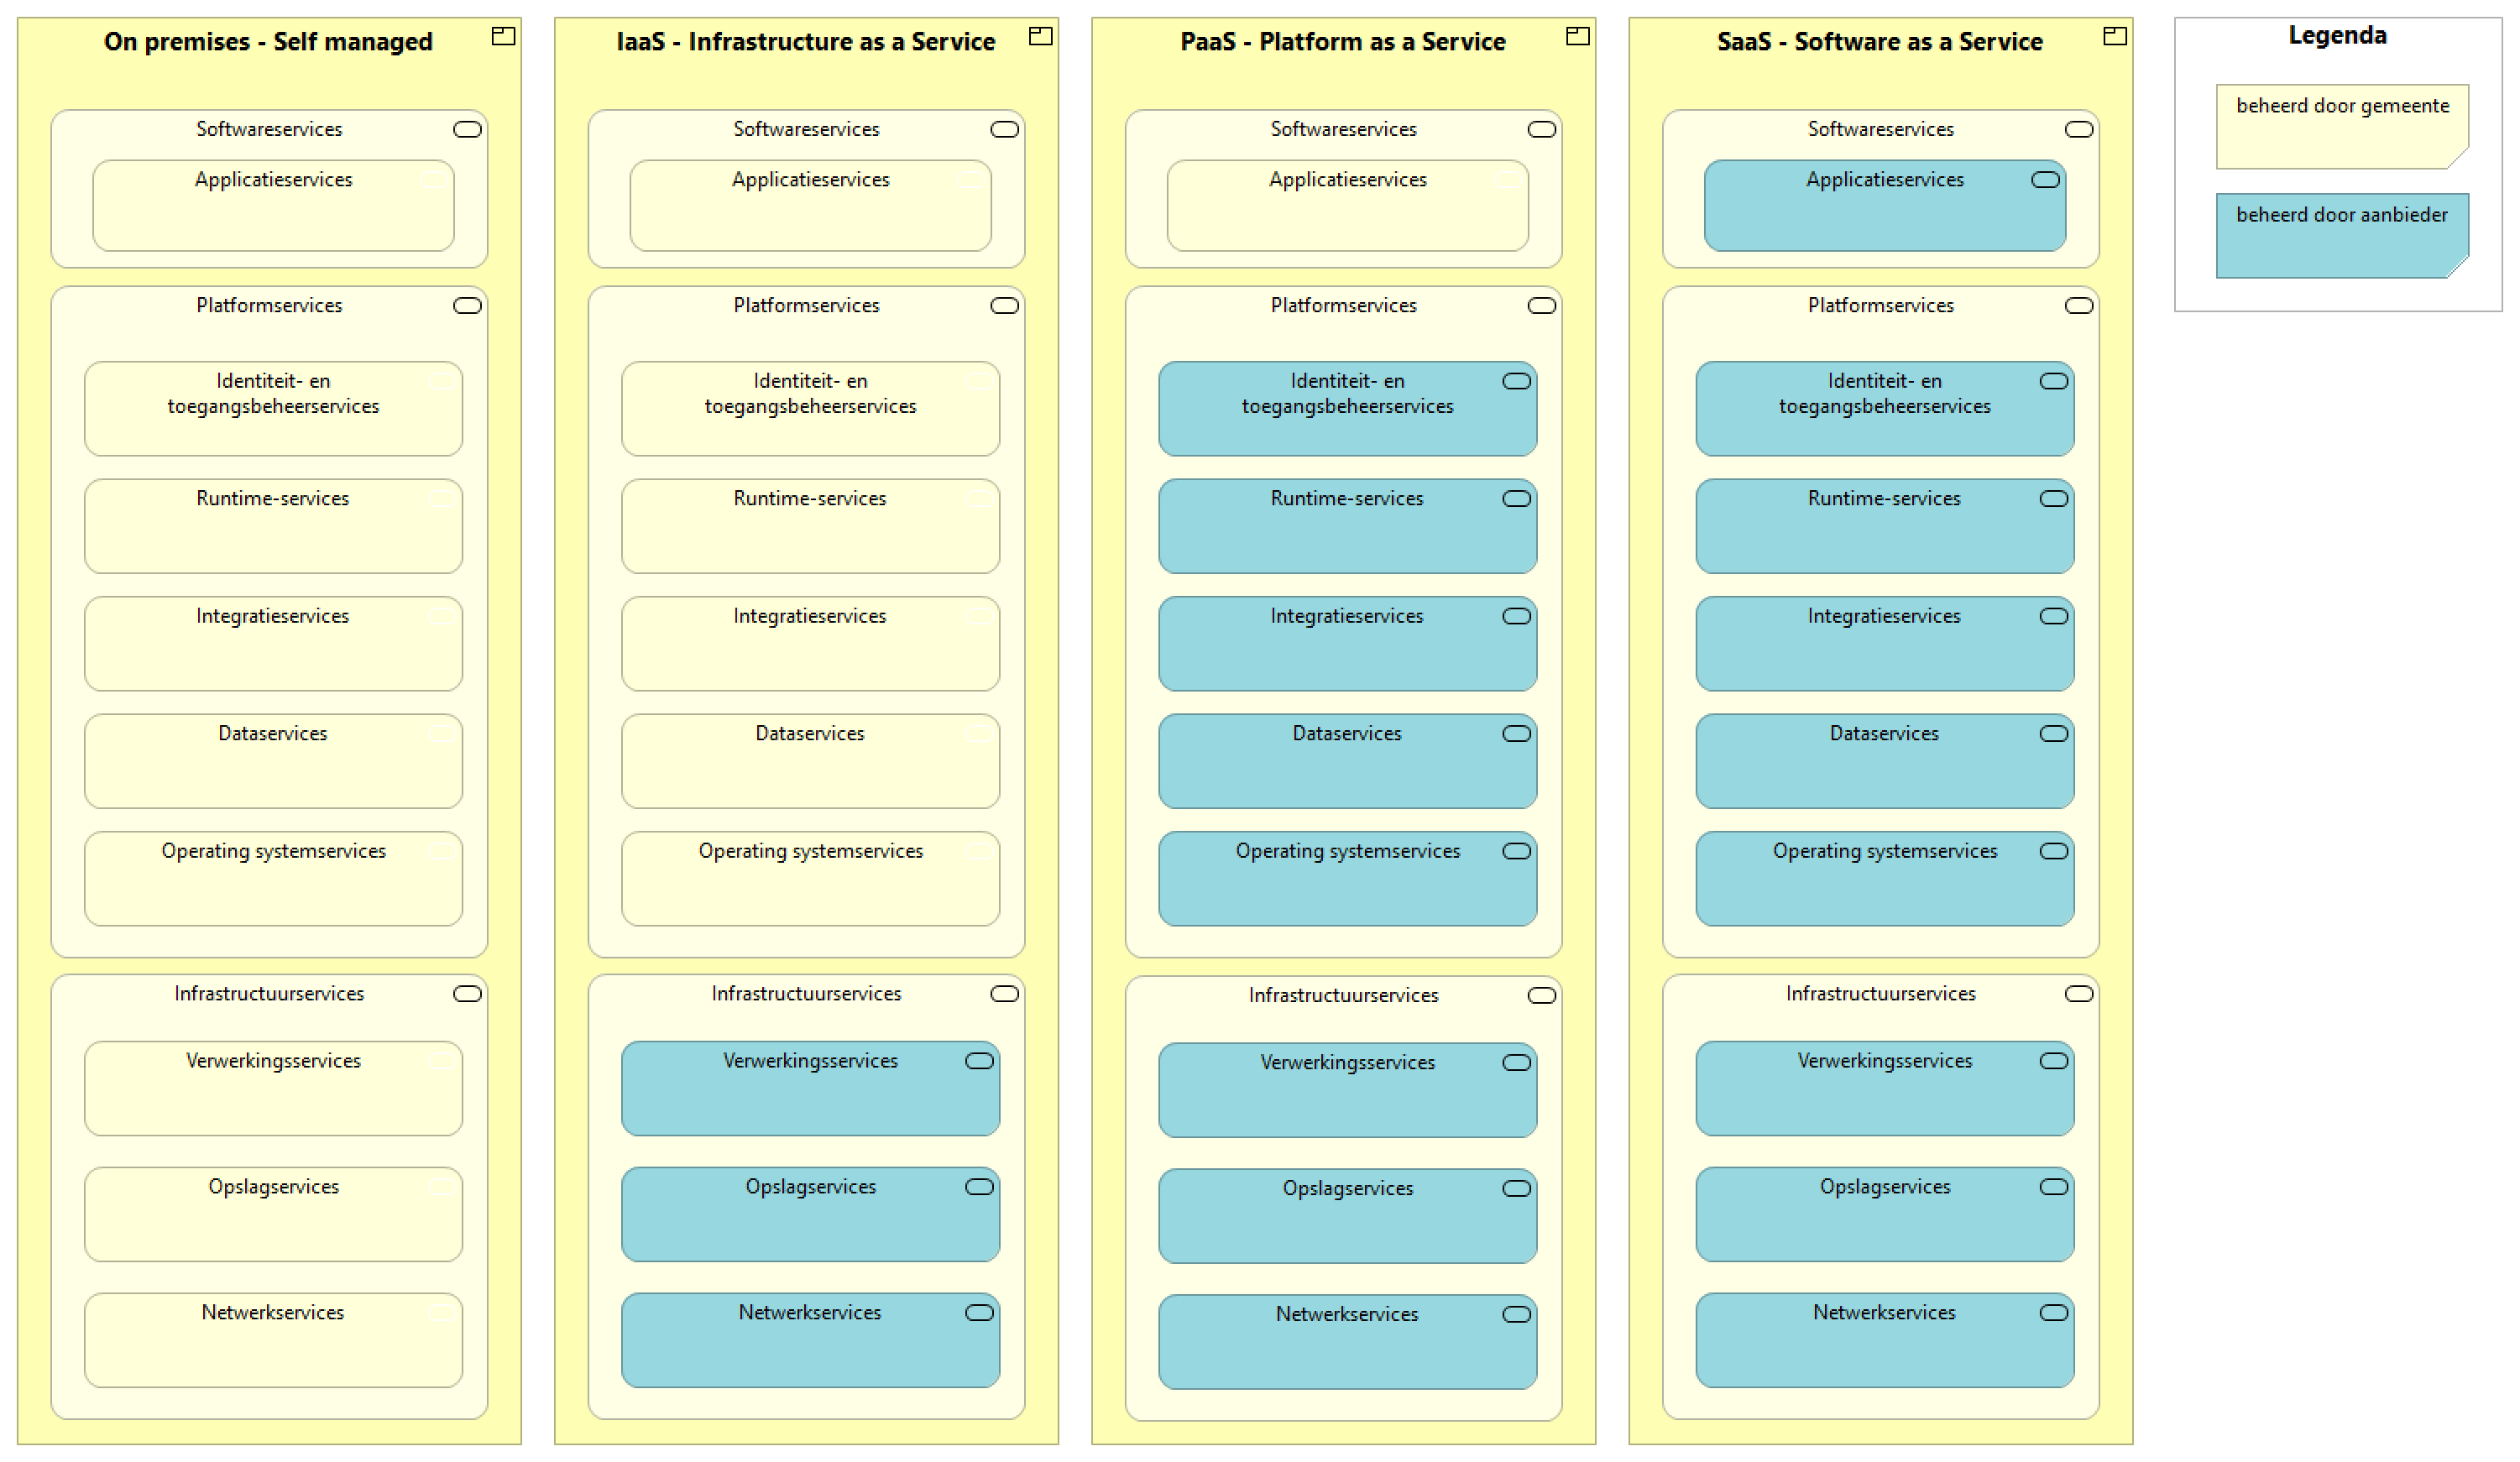 On premises - Self managed
Softwareservices
Applicatieservices
Platformservices
Identiteit- en
toegangsbeheerservices
Runtime-services
Integratieservices
Dataservices
Operating systemservices
Infrastructuurservices
Verwerkingsservices
Opslagservices
Netwerkservices
IaaS - Infrastructure as a Service
Softwareservices
Applicatieservices
Platformservices
Identiteit- en
toegangsbeheerservices
Runtime-services
Integratieservices
Dataservices
Operating systemservices
Infrastructuurservices
Verwerkingsservices
Opslagservices
Netwerkservices
PaaS - Platform as a Service
Softwareservices
Applicatieservices
Platformservices
Identiteit- en
toegangsbeheerservices
Runtime-services
Integratieservices
Dataservices
Operating systemservices
Infrastructuurservices
Verwerkingsservices
Opslagservices
Netwerkservices
SaaS - Software as a Service
Softwareservices
Applicatieservices
Platformservices
Identiteit- en
toegangsbeheerservices
Runtime-services
Integratieservices
Dataservices
Operating systemservices
Infrastructuurservices
Verwerkingsservices
Opslagservices
Netwerkservices
Legenda
beheerd door gemeente
beheerd door aanbieder